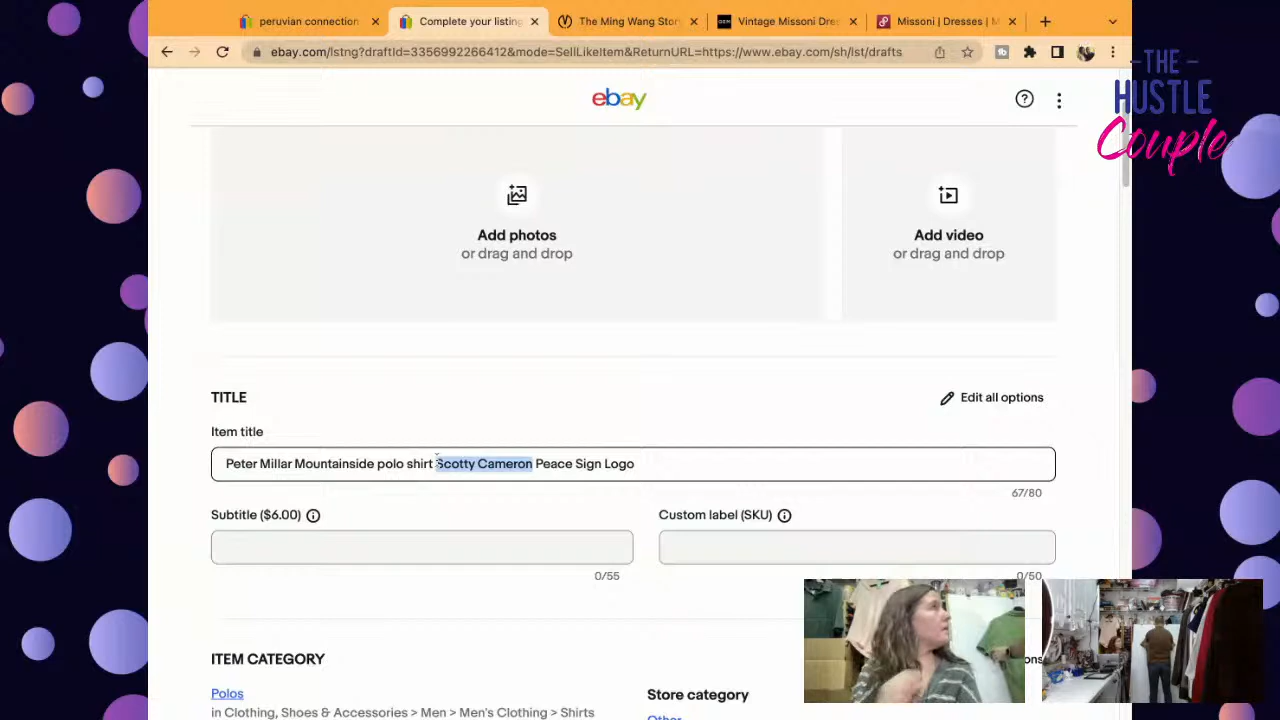 peruvian connection
Complete your listing
The Ming Wang Stor
Vintage Missoni Dre
Missoni | Dresses | M
ebay.com/lstng?draftId=3356992266412&mode=SellLikeItem&ReturnURL=https://www.ebay.com/sh/lst/drafts
THE
HUSTLE
Couple
ebay
Add photos
or drag and drop
Add video
or drag and drop
TITLE
Edit all options
Item title
Peter Millar Mountainside polo shirt Scotty Cameron Peace Sign Logo
67/80
Subtitle ($6.00)
Custom label (SKU)
0/55
0/50
ITEM CATEGORY
ons
Polos
Store category
in Clothing, Shoes & Accessories > Men > Men's Clothing > Shirts
Other